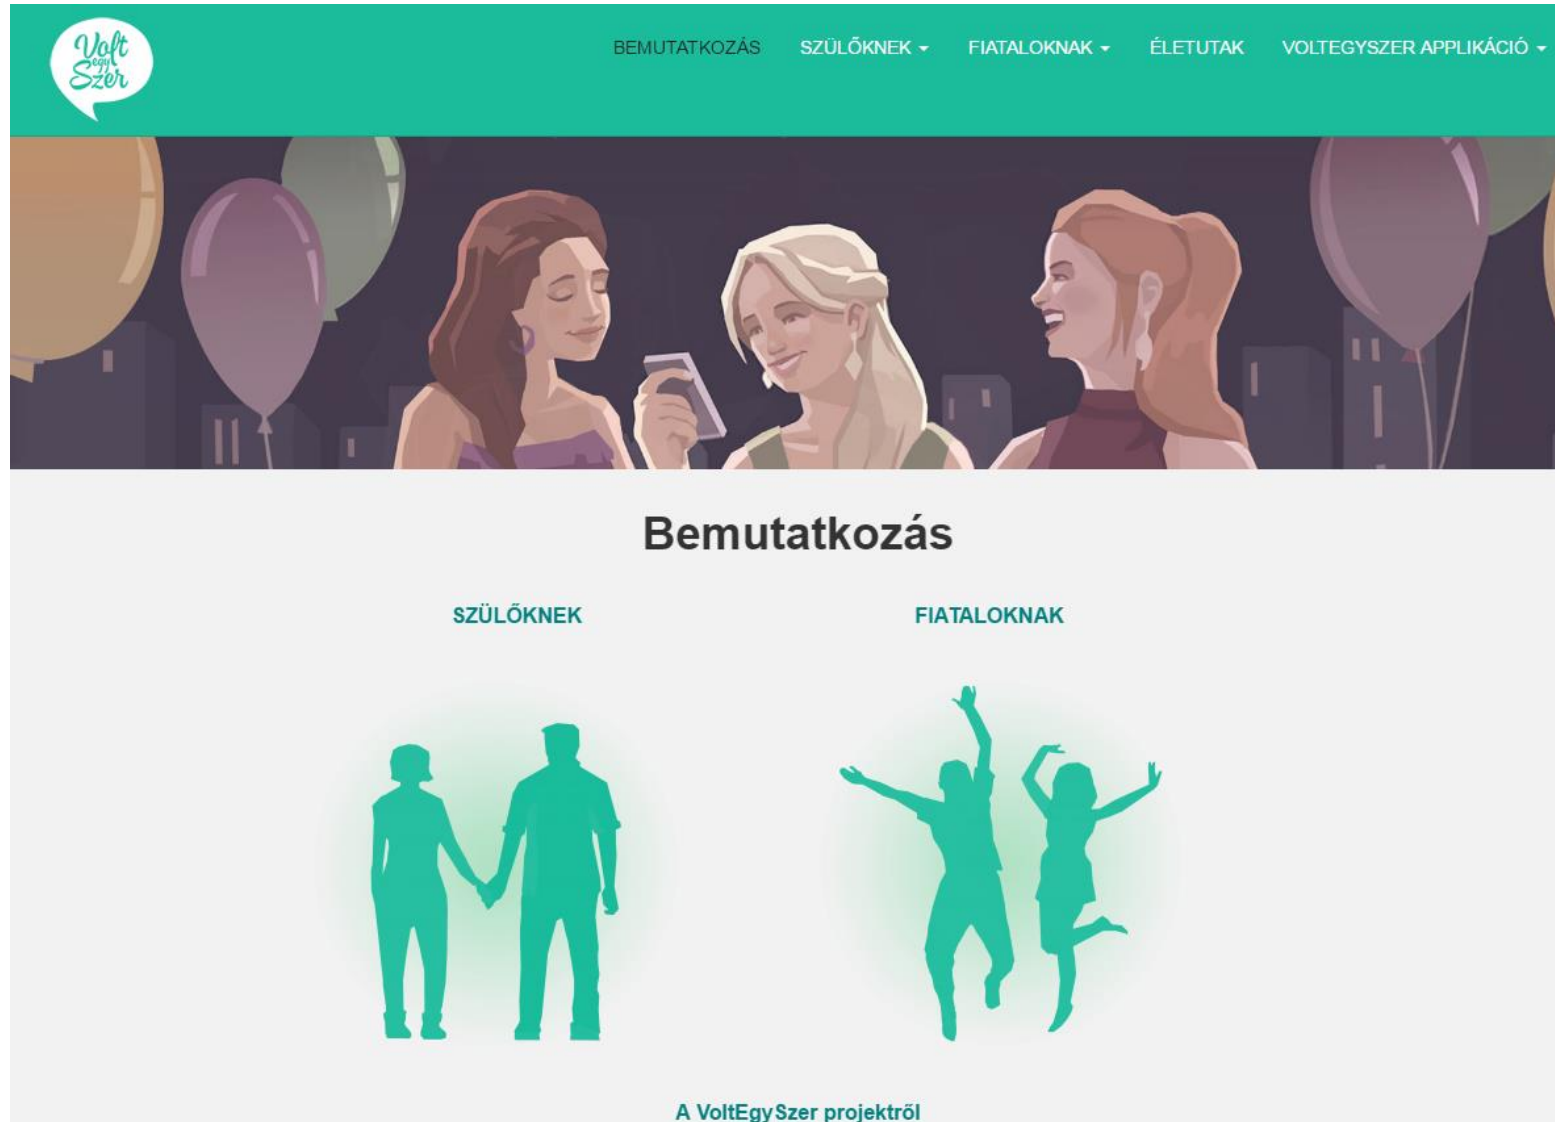 Volt
egy
Szer
BEMUTATKOZÁS SZÜLŐKNEK FIATALOKNAK ÉLETUTAK VOLTEGYSZER APPLIKÁCIÓ
Bemutatkozás
SZÜLŐKNEK FIATALOKNAK
A VoltEgySzer projektről